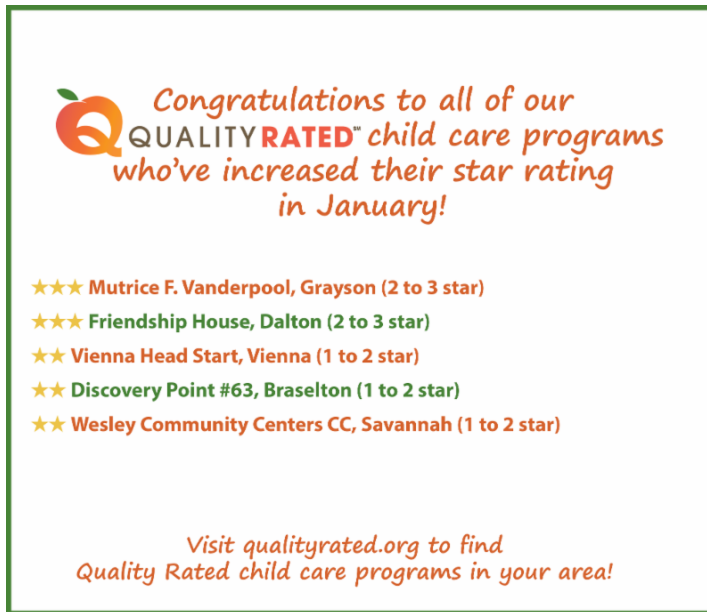 Congratulations to all of our
QUALITY RATED℠ child care programs
who've increased their star rating
in January!
★★★ Mutrice F. Vanderpool, Grayson (2 to 3 star)
★★★ Friendship House, Dalton (2 to 3 star)
★★ Vienna Head Start, Vienna (1 to 2 star)
★★ Discovery Point #63, Braselton (1 to 2 star)
★★ Wesley Community Centers CC, Savannah (1 to 2 star)
Visit qualityrated.org to find
Quality Rated child care programs in your area!